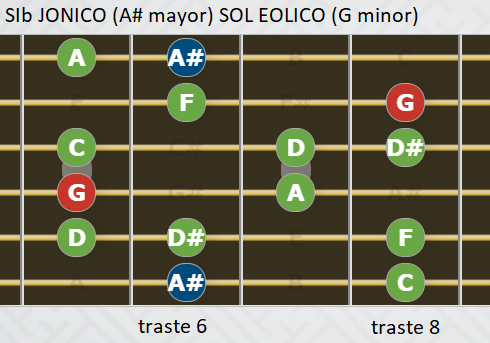 SIb JONICO (A# mayor) SOL EOLICO (G minor)
A A# B C
E F F# G
C C# D D#
G G# A A#
D D# E F
A A# B C
traste 6 traste 8